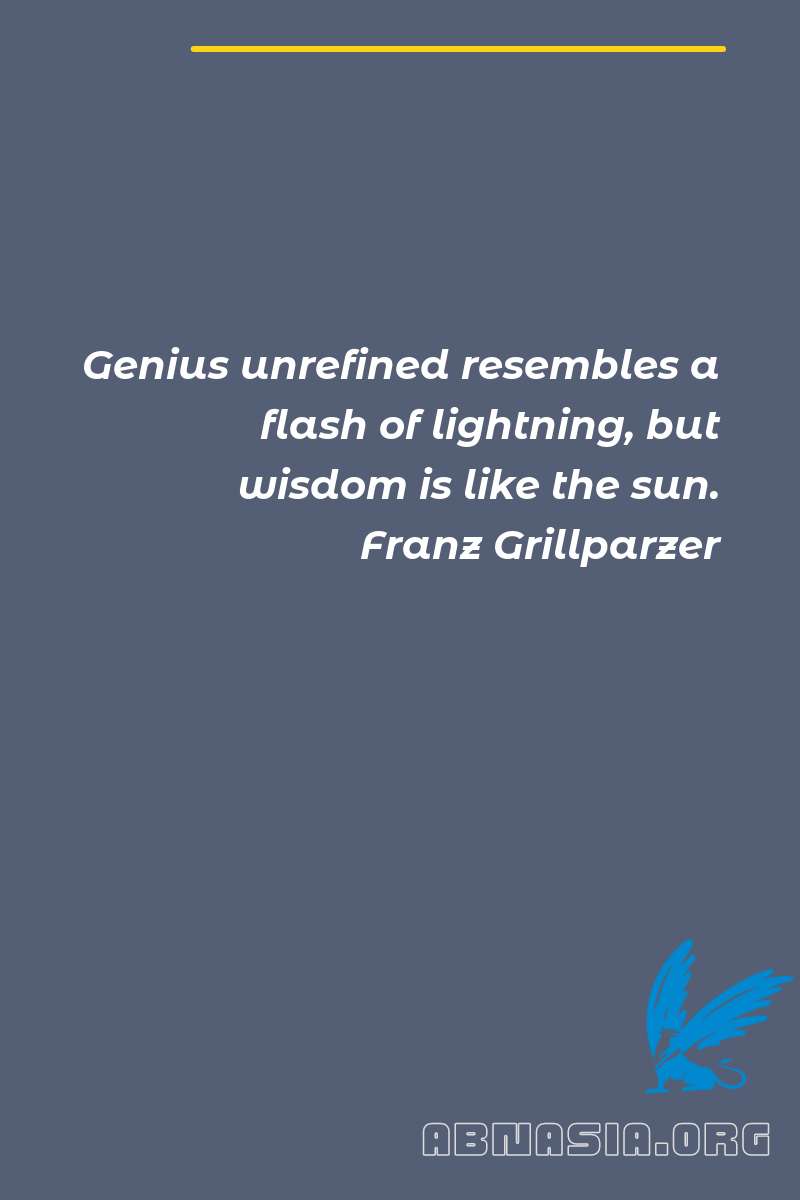 Genius unrefined resembles a
flash of lightning, but
wisdom is like the sun.
Franz Grillparzer
ABNASIA.ORG